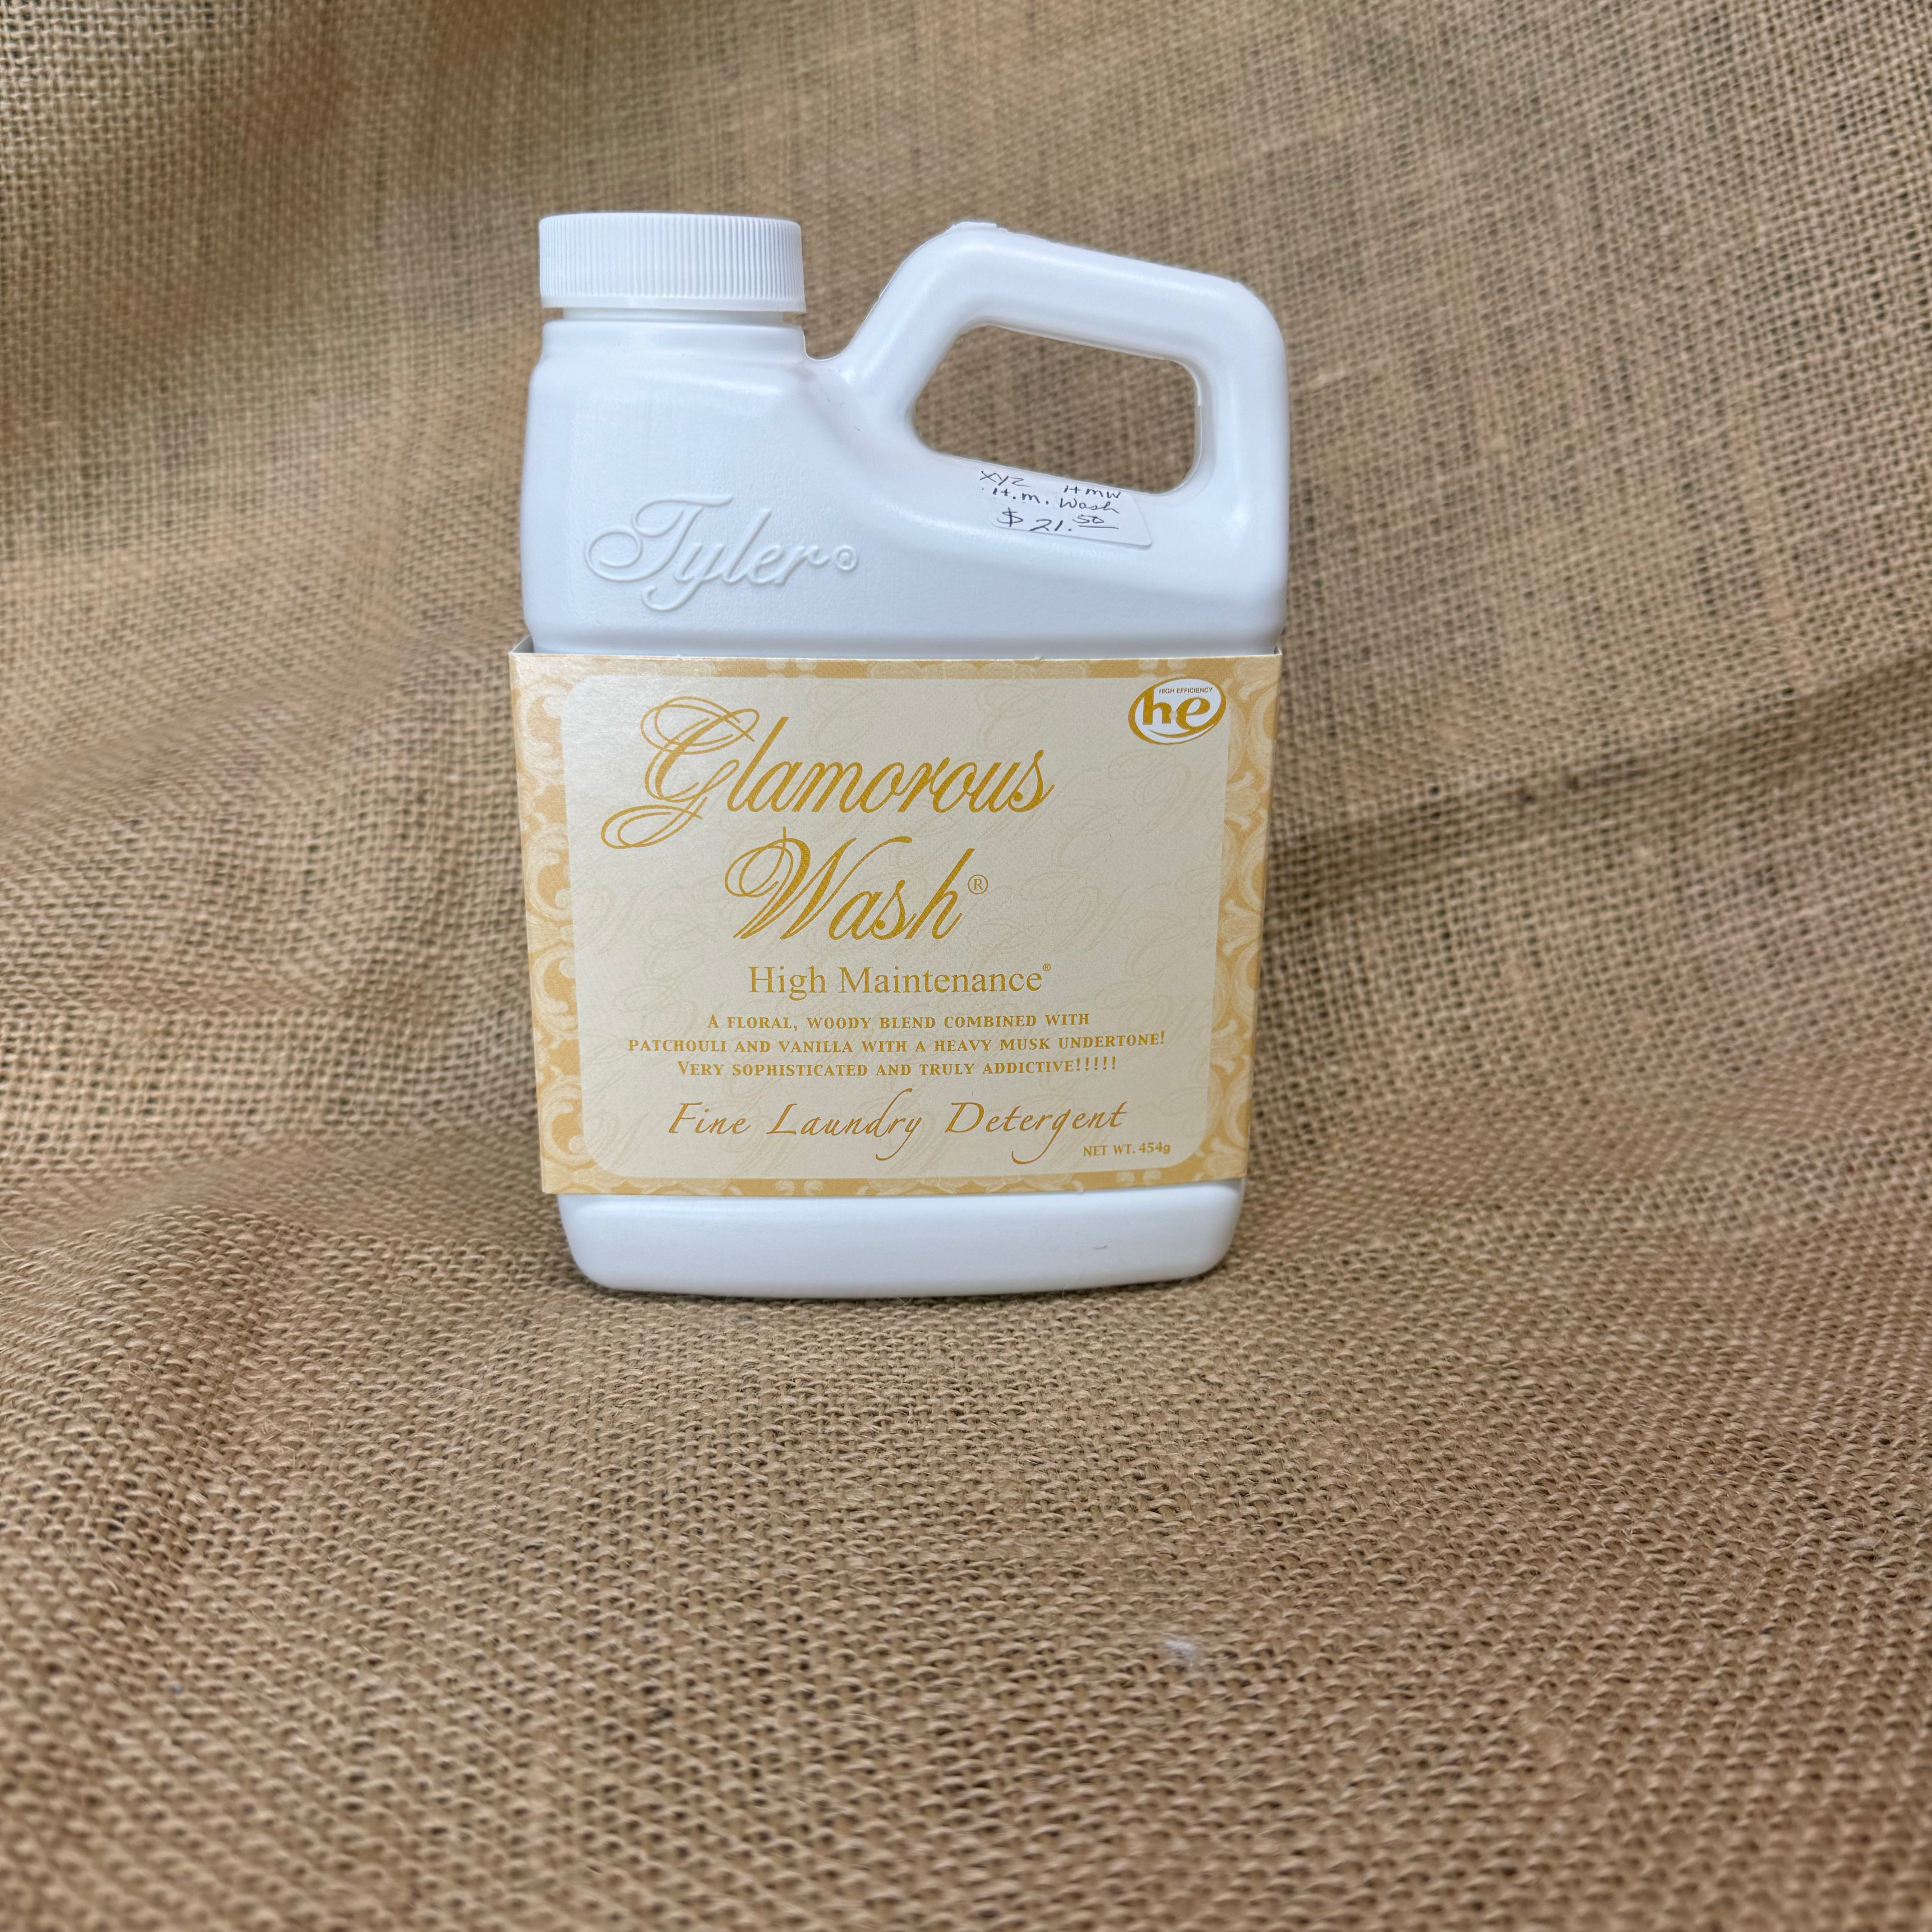 XYZ HMW
H.M. Wash
$21.50
Tyler®
HIGH EFFICIENCY
he
Glamorous
Wash®
High Maintenance®
A FLORAL, WOODY BLEND COMBINED WITH
PATCHOULI AND VANILLA WITH A HEAVY MUSK UNDERTONE!
VERY SOPHISTICATED AND TRULY ADDICTIVE!!!!!
Fine Laundry Detergent
NET WT. 454g